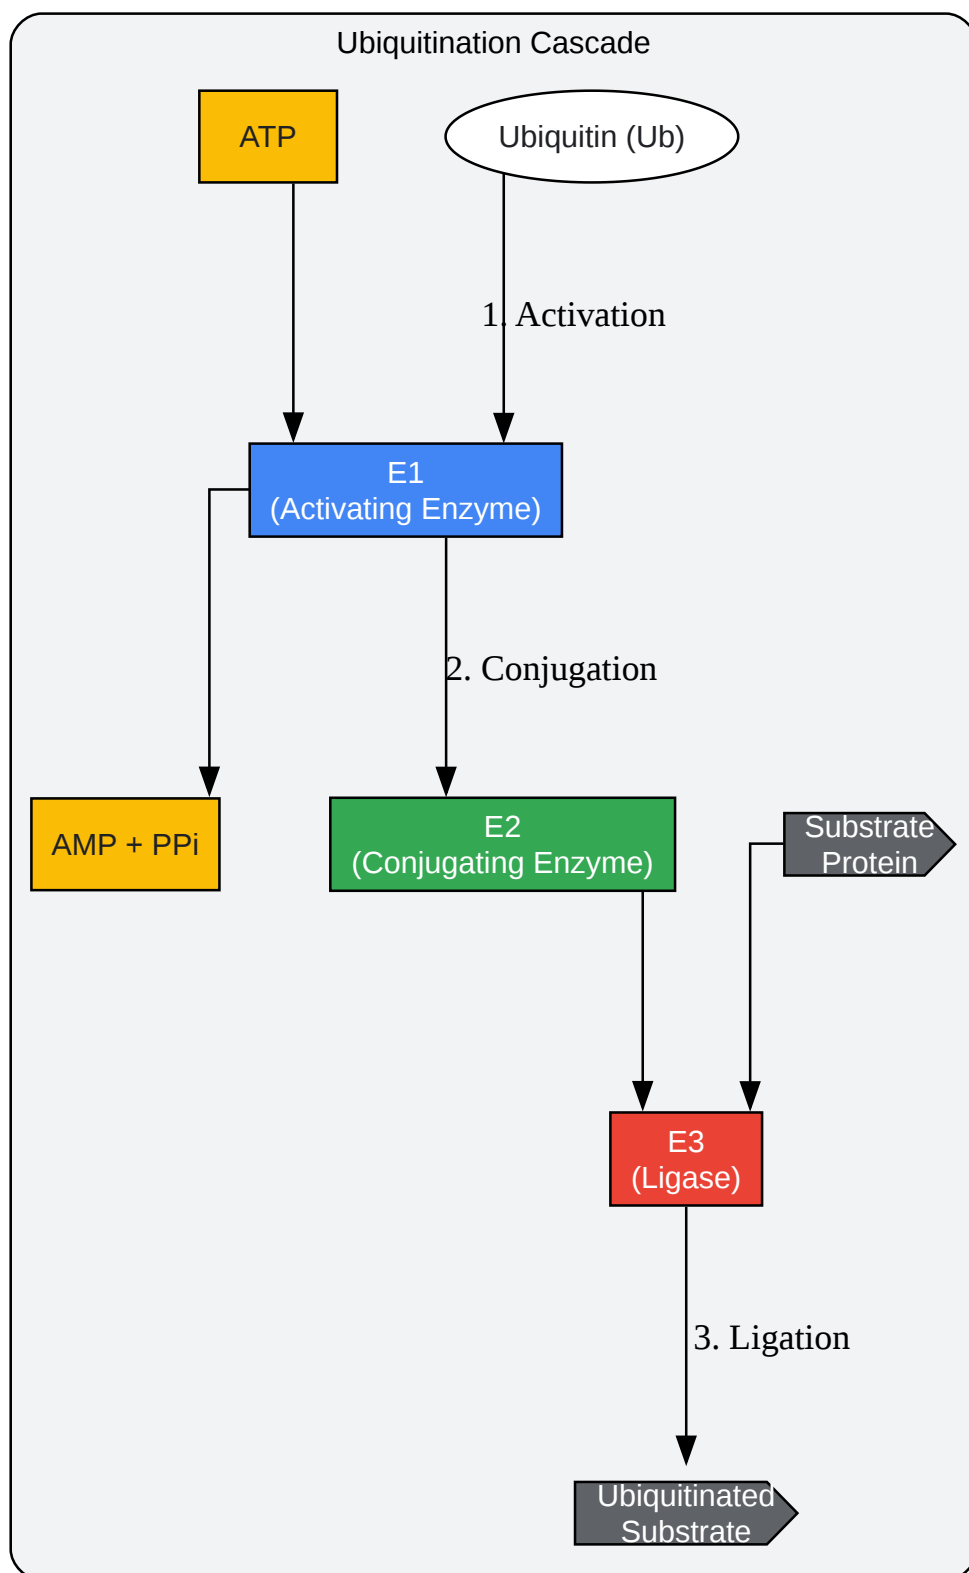 Ubiquitination Cascade
ATP
Ubiquitin (Ub)
1. Activation
E1
(Activating Enzyme)
2. Conjugation
AMP + PPi
E2
(Conjugating Enzyme)
Substrate
Protein
E3
(Ligase)
3. Ligation
Ubiquitinated
Substrate